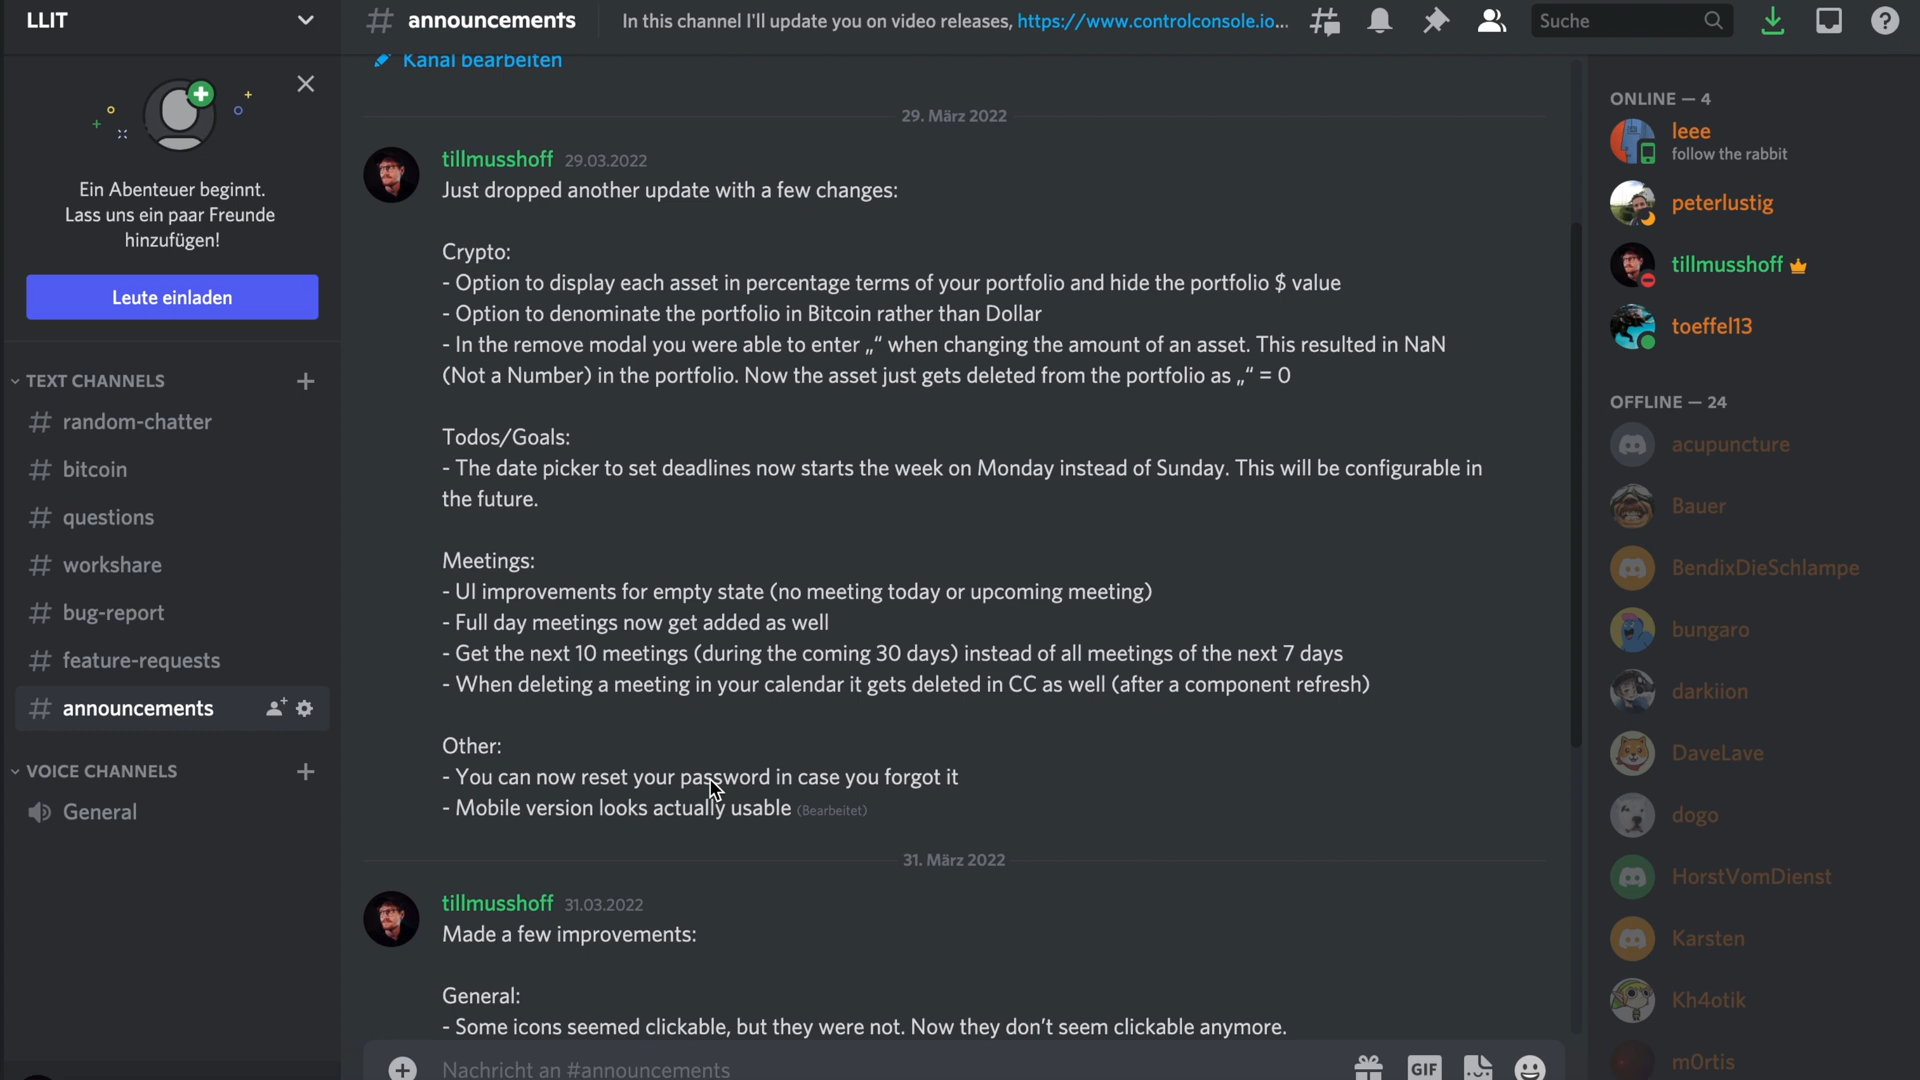 LLIT
announcements
In this channel I'll update you on video releases, https://www.controlconsole.io...
Suche
Ein Abenteuer beginnt.
Lass uns ein paar Freunde
hinzufügen!
Leute einladen
TEXT CHANNELS
random-chatter
bitcoin
questions
workshare
bug-report
feature-requests
announcements
VOICE CHANNELS
General
Kanal bearbeiten
29. März 2022
tillmusshoff 29.03.2022
Just dropped another update with a few changes:
Crypto:
- Option to display each asset in percentage terms of your portfolio and hide the portfolio $ value
- Option to denominate the portfolio in Bitcoin rather than Dollar
- In the remove modal you were able to enter „“ when changing the amount of an asset. This resulted in NaN
(Not a Number) in the portfolio. Now the asset just gets deleted from the portfolio as „“ = 0
Todos/Goals:
- The date picker to set deadlines now starts the week on Monday instead of Sunday. This will be configurable in
the future.
Meetings:
- UI improvements for empty state (no meeting today or upcoming meeting)
- Full day meetings now get added as well
- Get the next 10 meetings (during the coming 30 days) instead of all meetings of the next 7 days
- When deleting a meeting in your calendar it gets deleted in CC as well (after a component refresh)
Other:
- You can now reset your password in case you forgot it
- Mobile version looks actually usable (Bearbeitet)
31. März 2022
tillmusshoff 31.03.2022
Made a few improvements:
General:
- Some icons seemed clickable, but they were not. Now they don’t seem clickable anymore.
Nachricht an #announcements
GIF
ONLINE — 4
leee
follow the rabbit
peterlustig
tillmusshoff
toeffel13
OFFLINE — 24
acupuncture
Bauer
BendixDieSchlampe
bungaro
darkiion
DaveLave
dogo
HorstVomDienst
Karsten
Kh4otik
m0rtis